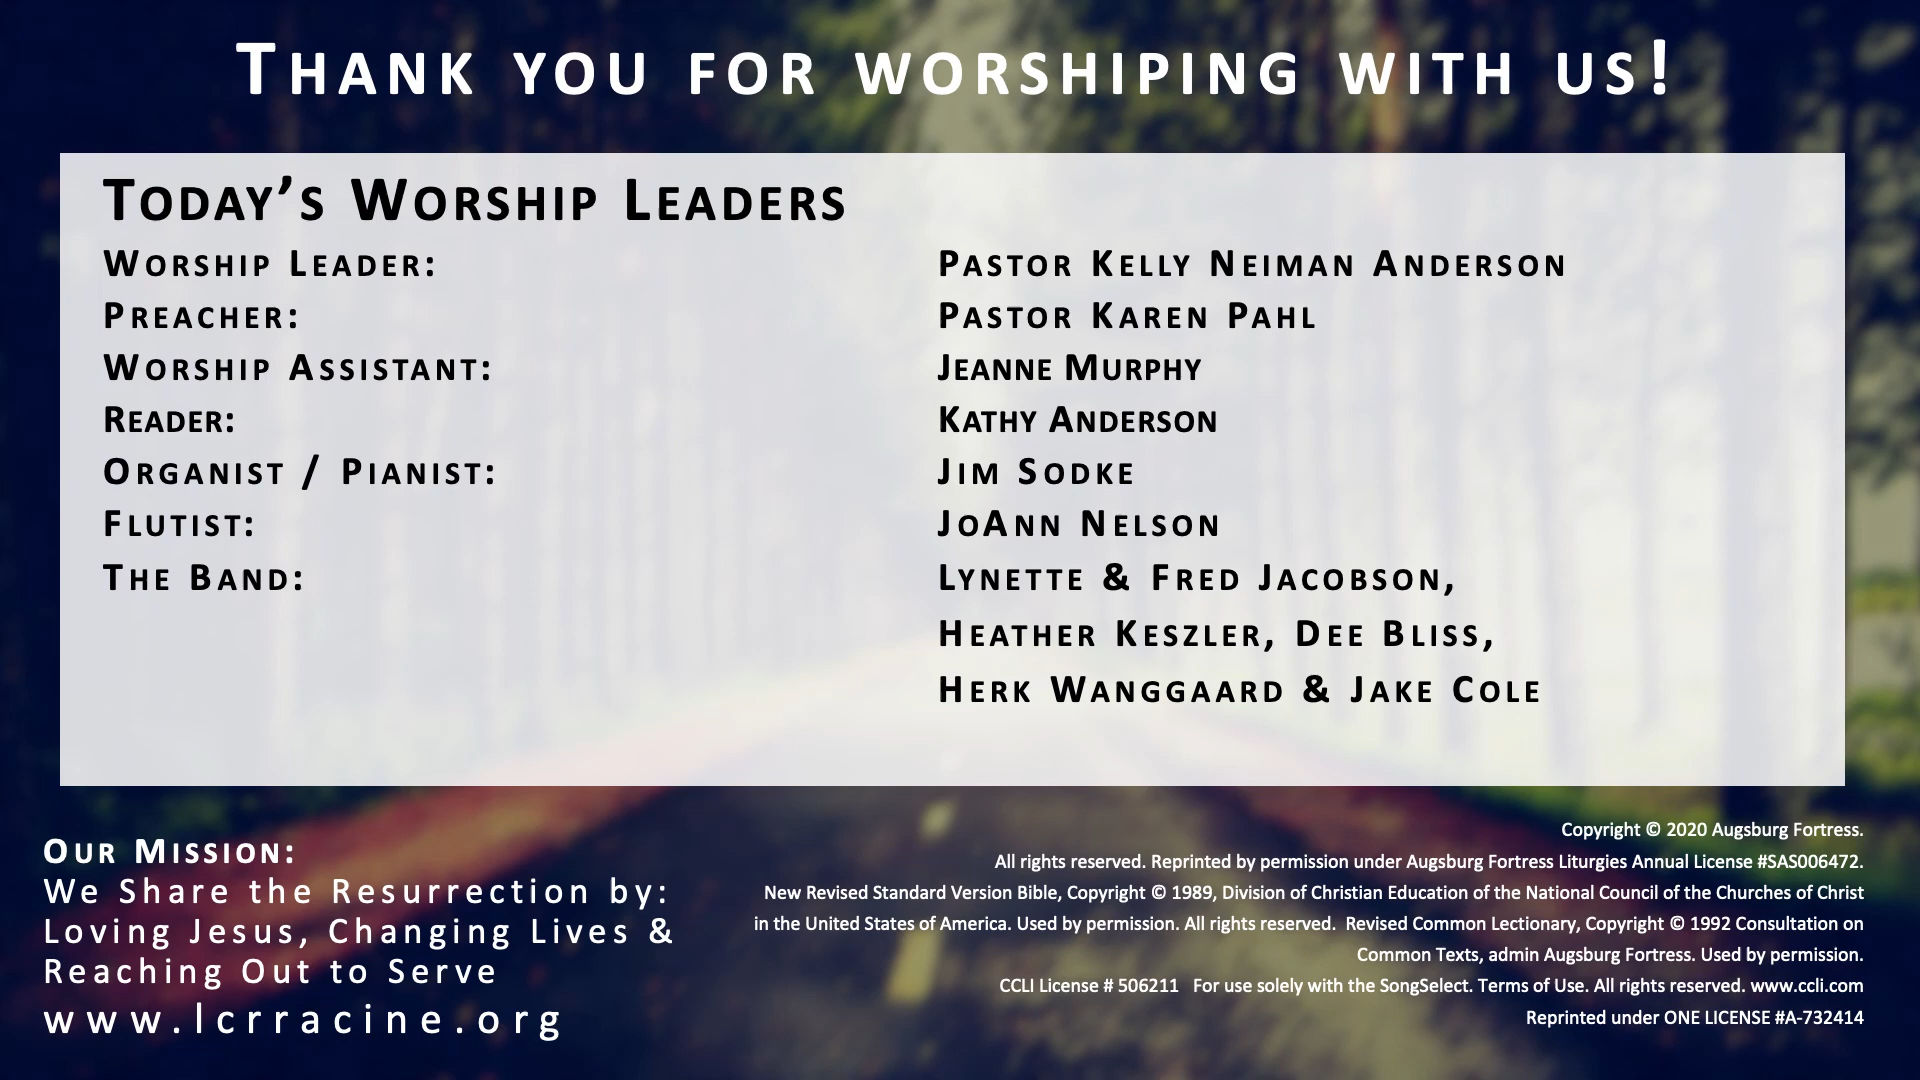 Thank you for worshiping with us!
Today’s Worship Leaders
Worship Leader: Pastor Kelly Neiman Anderson
Preacher: Pastor Karen Pahl
Worship Assistant: Jeanne Murphy
Reader: Kathy Anderson
Organist / Pianist: Jim Sodke
Flutist: JoAnn Nelson
The Band: Lynette & Fred Jacobson,
Heather Keszler, Dee Bliss,
Herk Wanggaard & Jake Cole
Our Mission:
We Share the Resurrection by:
Loving Jesus, Changing Lives &
Reaching Out to Serve
www.lcrracine.org
Copyright © 2020 Augsburg Fortress.
All rights reserved. Reprinted by permission under Augsburg Fortress Liturgies Annual License #SAS006472.
New Revised Standard Version Bible, Copyright © 1989, Division of Christian Education of the National Council of the Churches of Christ
in the United States of America. Used by permission. All rights reserved. Revised Common Lectionary, Copyright © 1992 Consultation on
Common Texts, admin Augsburg Fortress. Used by permission.
CCLI License # 506211 For use solely with the SongSelect. Terms of Use. All rights reserved. www.ccli.com
Reprinted under ONE LICENSE #A-732414